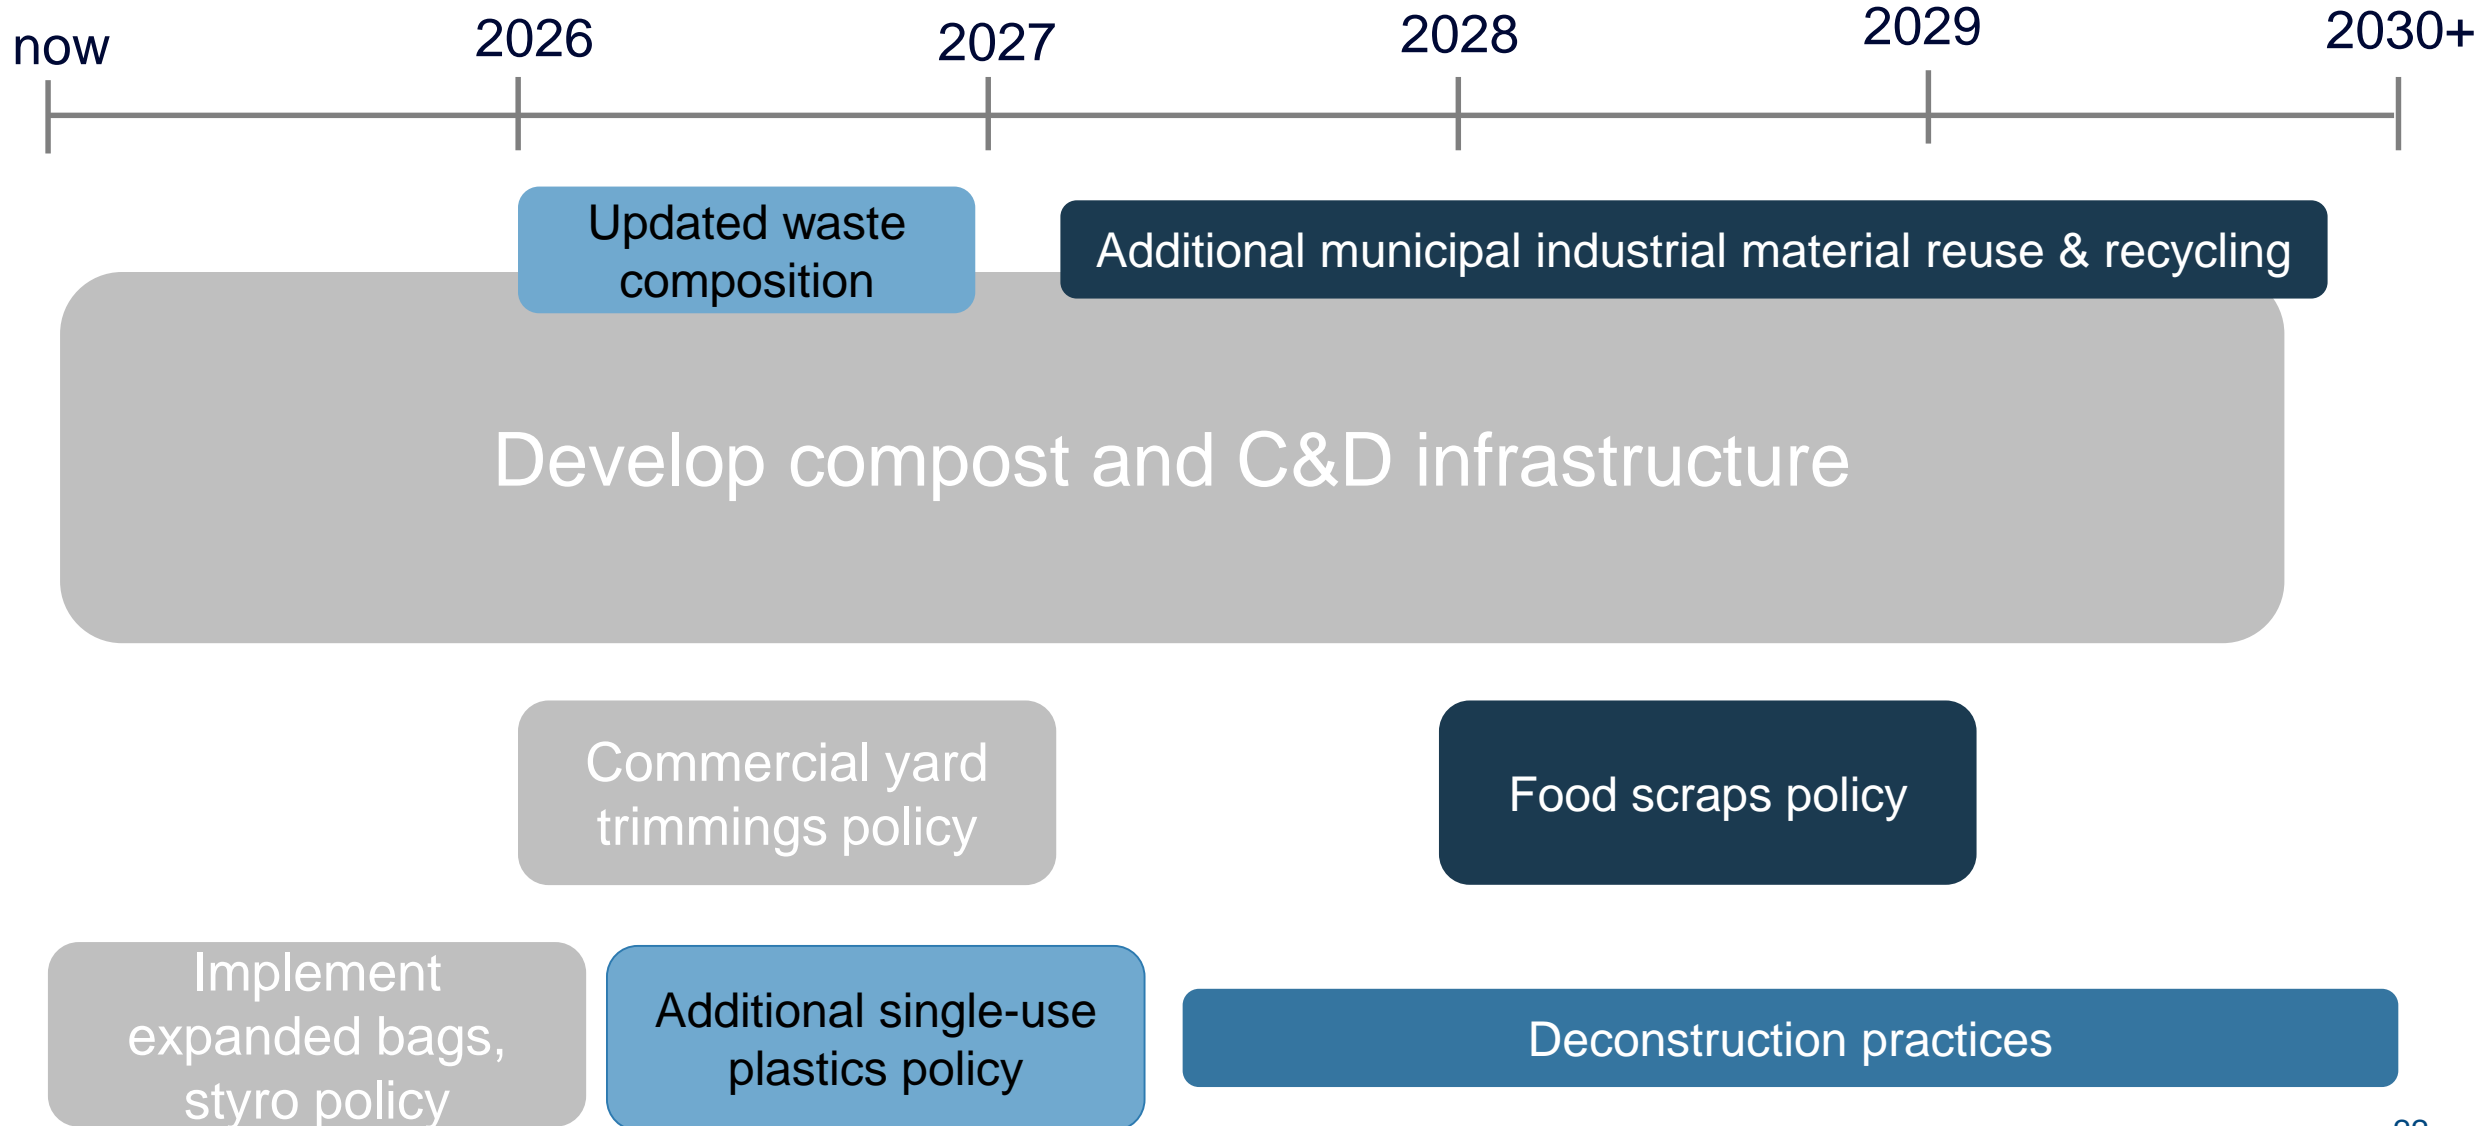 now 2026 2027 2028 2029 2030+
Updated waste
composition
Additional municipal industrial material reuse & recycling
Develop compost and C&D infrastructure
Commercial yard
trimmings policy
Food scraps policy
Implement
expanded bags,
styro policy
Additional single-use
plastics policy
Deconstruction practices